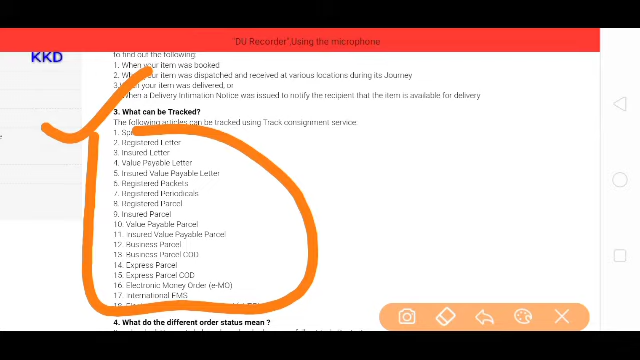 "DU Recorder",Using the microphone
KKD
to find out the following:
1. When your item was booked
2. When your item was dispatched and received at various locations during its Journey
3. When your item was delivered, or
When a Delivery Intimation Notice was issued to notify the recipient that the item is available for delivery
3. What can be Tracked?
The following articles can be tracked using Track consignment service:
1.
2. Registered Letter
3. Insured Letter
4. Value Payable Letter
5. Insured Value Payable Letter
6. Registered Packets
7. Registered Periodicals
8. Registered Parcel
9. Insured Parcel
10. Value Payable Parcel
11. Insured Value Payable Parcel
12. Business Parcel
13. Business Parcel COD
14. Express Parcel
15. Express Parcel COD
16. Electronic Money Order (e-MO)
17. International EMS
18.
4. What do the different order status mean ?